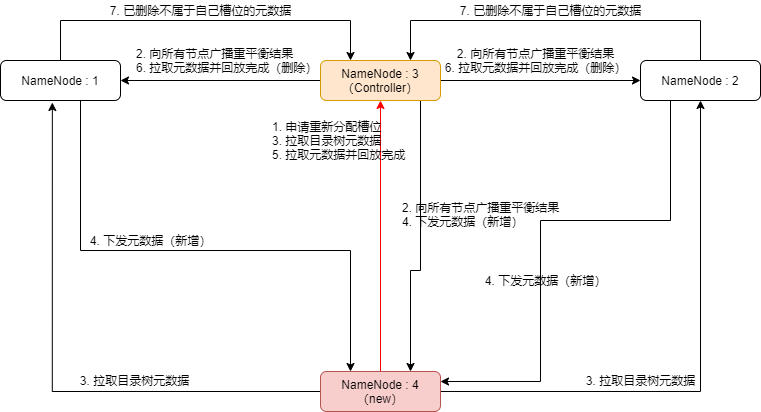 7. 已删除不属于自己槽位的元数据
7. 已删除不属于自己槽位的元数据
2. 向所有节点广播重平衡结果
6. 拉取元数据并回放完成（删除）
2. 向所有节点广播重平衡结果
6. 拉取元数据并回放完成（删除）
NameNode : 1
NameNode : 3
（Controller）
NameNode : 2
1. 申请重新分配槽位
3. 拉取目录树元数据
5. 拉取元数据并回放完成
2. 向所有节点广播重平衡结果
4. 下发元数据（新增）
4. 下发元数据（新增）
4. 下发元数据（新增）
3. 拉取目录树元数据
NameNode : 4
（new）
3. 拉取目录树元数据